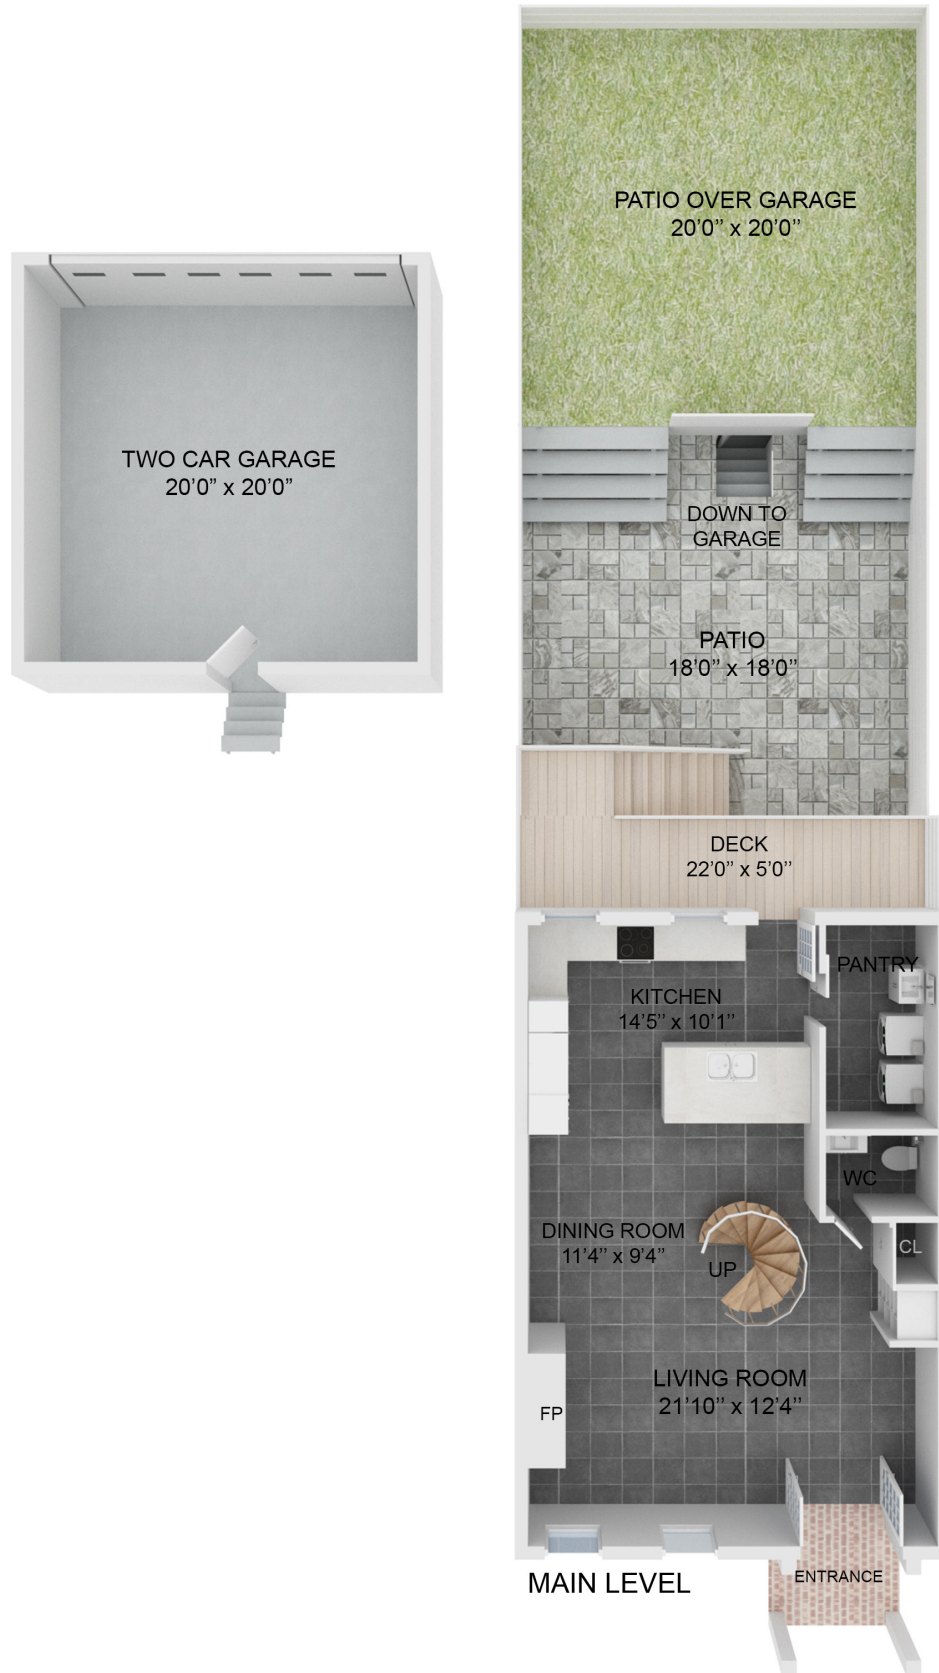 PATIO OVER GARAGE
20’0’’ x 20’0’’
TWO CAR GARAGE
20’0” x 20’0”
DOWN TO
GARAGE
PATIO
18’0’’ x 18’0’’
DECK
22’0’’ x 5’0’’
PANTRY
KITCHEN
14’5’’ x 10’1’’
WC
DINING ROOM
11’4’’ x 9’4’’
CL
UP
LIVING ROOM
21’10’’ x 12’4’’
FP
ENTRANCE
MAIN LEVEL